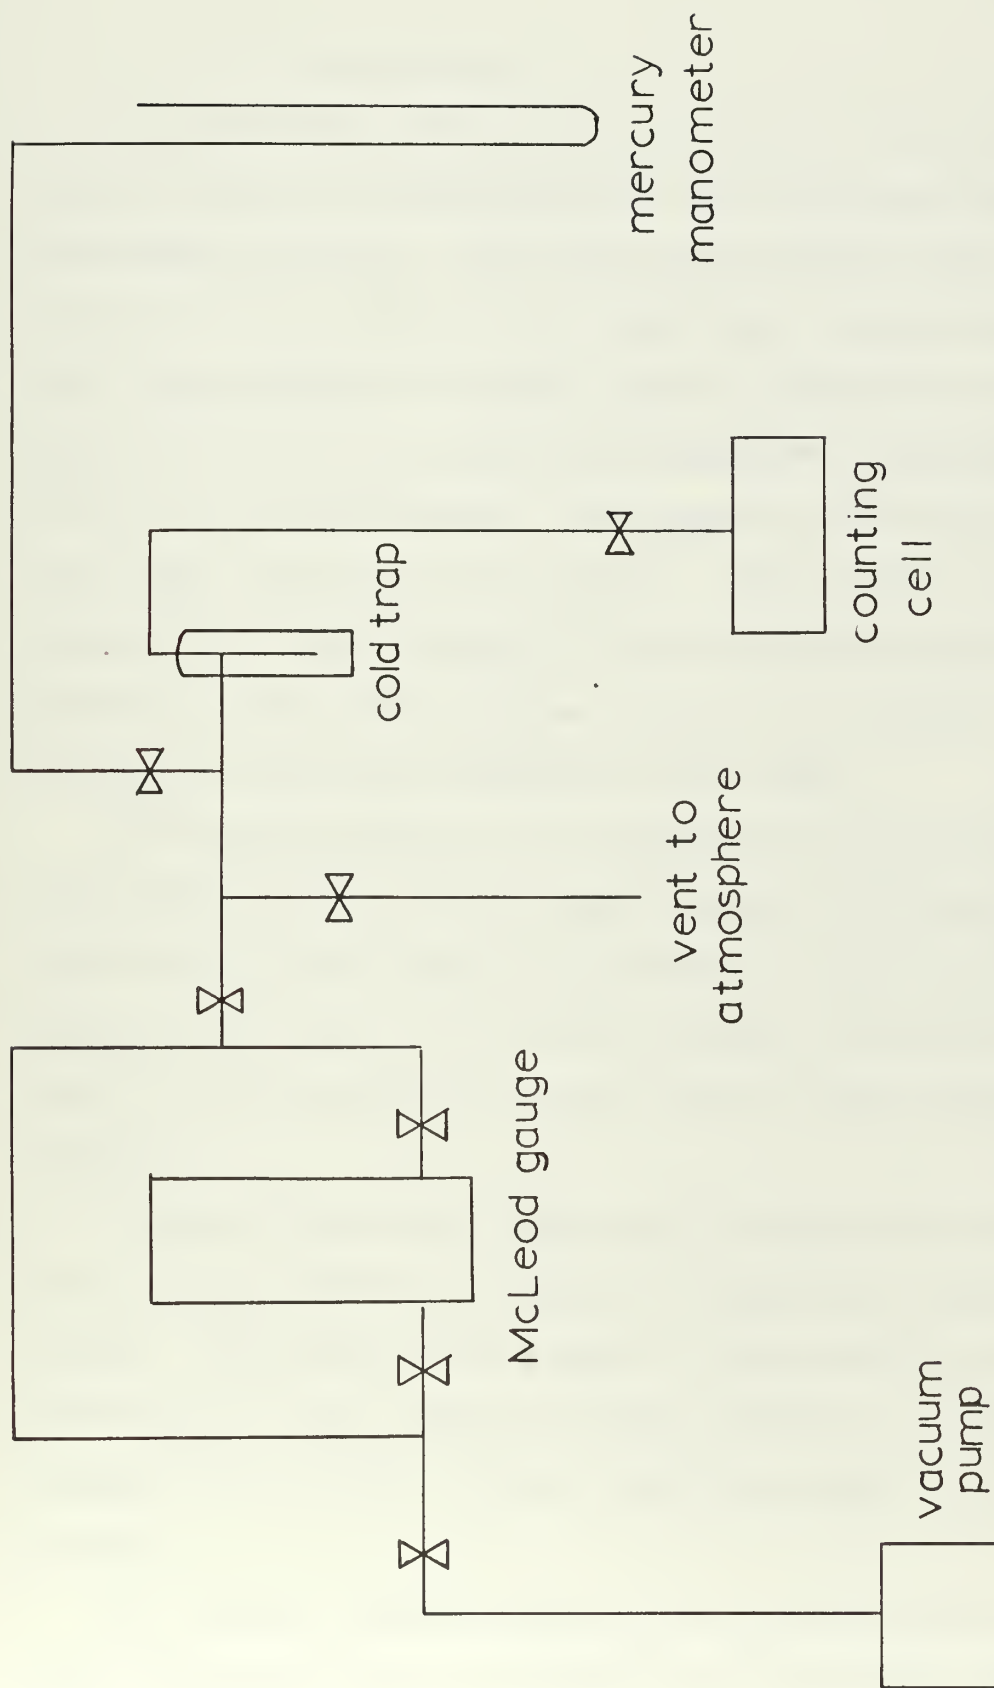 vacuum
pump
McLeod gauge
vent to
atmosphere
cold trap
counting
cell
mercury
manometer